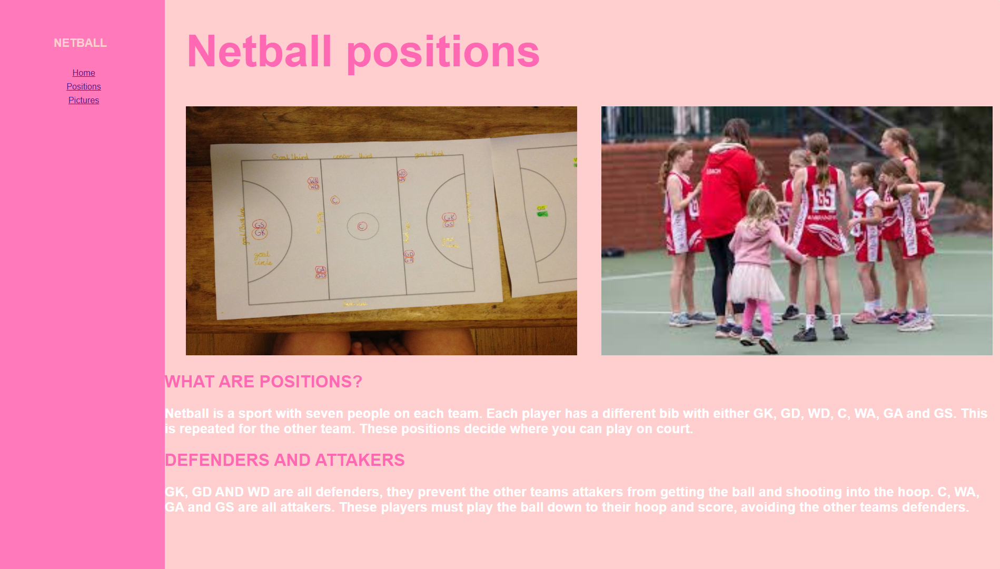 NETBALL
Home
Positions
Pictures
Netball positions
Goal third
third
goal third
WD
WA
WA
WD
C
C
GS
GK
GK
GS
goal/Base line
goal
circle
GD
GA
GA
GD
GS
GK
COACH
GS
WHAT ARE POSITIONS?
Netball is a sport with seven people on each team. Each player has a different bib with either GK, GD, WD, C, WA, GA and GS. This
is repeated for the other team. These positions decide where you can play on court.
DEFENDERS AND ATTAKERS
GK, GD AND WD are all defenders, they prevent the other teams attakers from getting the ball and shooting into the hoop. C, WA,
GA and GS are all attakers. These players must play the ball down to their hoop and score, avoiding the other teams defenders.